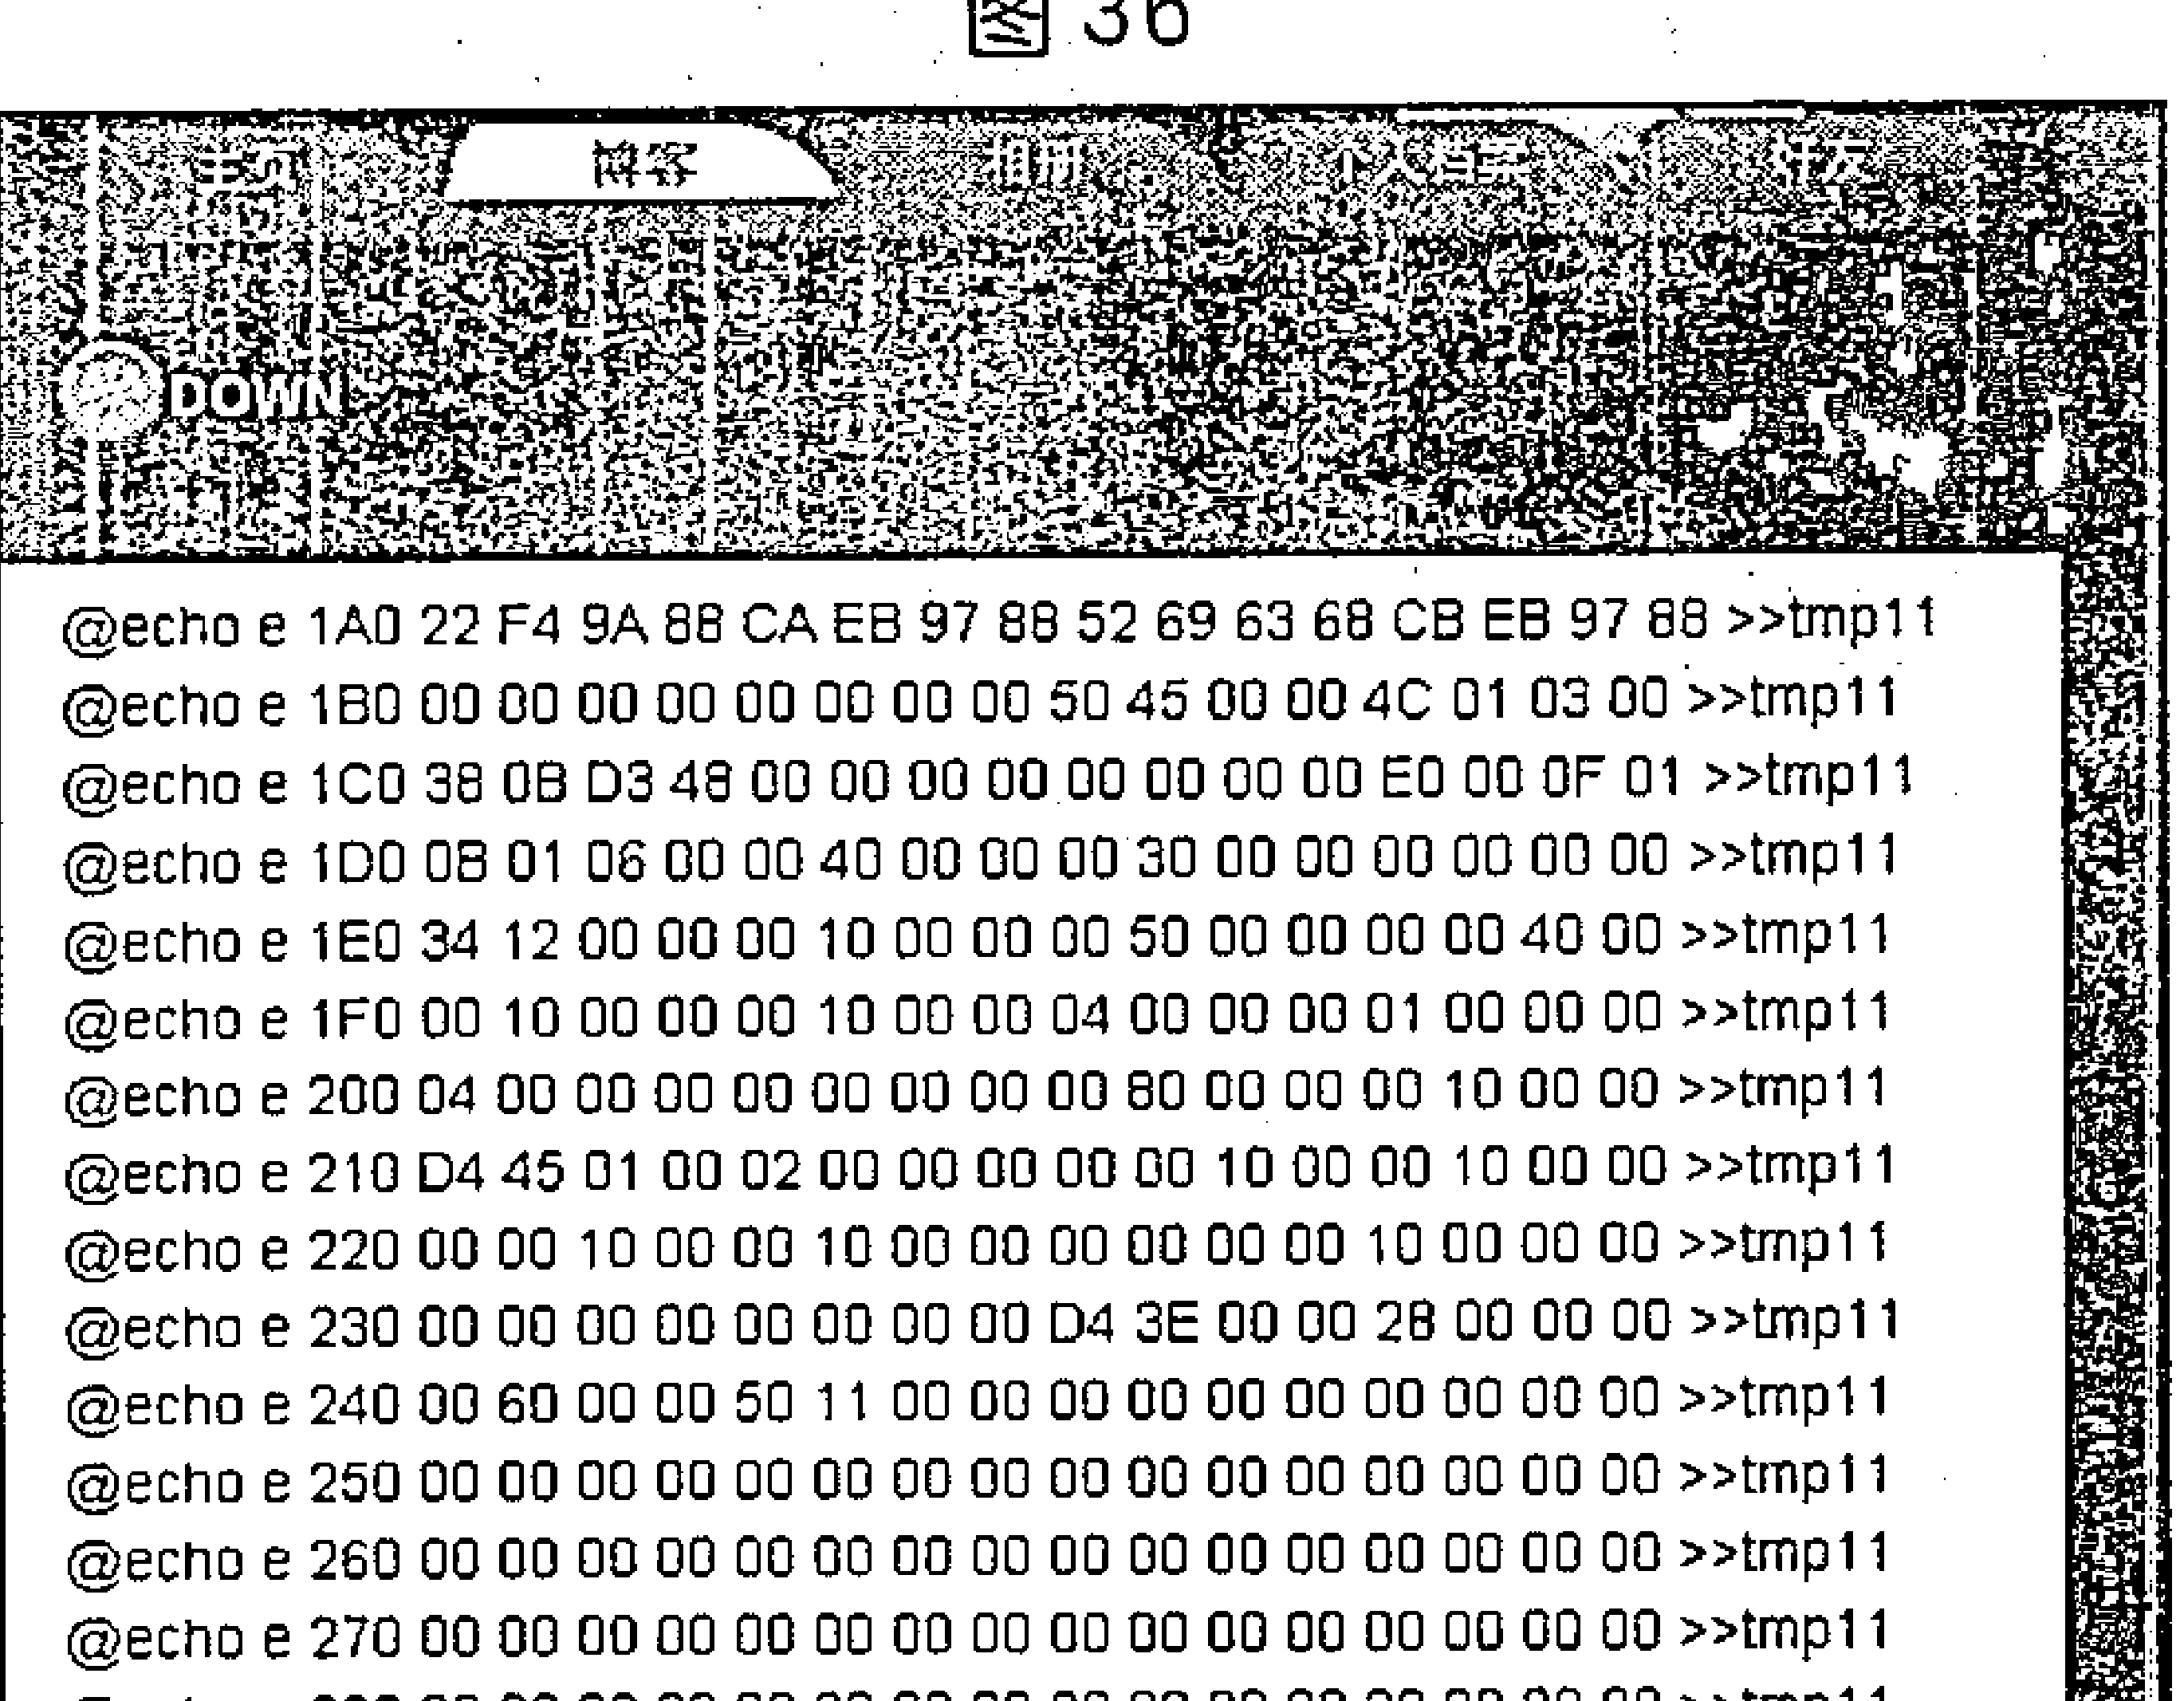 图 36
主页 博客 相册 个人档案 好友
DOWN
@echo e 1A0 22 F4 9A 88 CA EB 97 88 52 69 63 68 CB EB 97 88 >>tmp11
@echo e 1B0 00 00 00 00 00 00 00 00 50 45 00 00 4C 01 03 00 >>tmp11
@echo e 1C0 38 0B D3 48 00 00 00 00 00 00 00 00 E0 00 0F 01 >>tmp11
@echo e 1D0 0B 01 06 00 00 40 00 00 00 30 00 00 00 00 00 00 >>tmp11
@echo e 1E0 34 12 00 00 00 10 00 00 00 50 00 00 00 00 40 00 >>tmp11
@echo e 1F0 00 10 00 00 00 10 00 00 04 00 00 00 01 00 00 00 >>tmp11
@echo e 200 04 00 00 00 00 00 00 00 00 80 00 00 00 10 00 00 >>tmp11
@echo e 210 D4 45 01 00 02 00 00 00 00 00 10 00 00 10 00 00 >>tmp11
@echo e 220 00 00 10 00 00 10 00 00 00 00 00 00 10 00 00 00 >>tmp11
@echo e 230 00 00 00 00 00 00 00 00 D4 3E 00 00 28 00 00 00 >>tmp11
@echo e 240 00 60 00 00 50 11 00 00 00 00 00 00 00 00 00 00 >>tmp11
@echo e 250 00 00 00 00 00 00 00 00 00 00 00 00 00 00 00 00 >>tmp11
@echo e 260 00 00 00 00 00 00 00 00 00 00 00 00 00 00 00 00 >>tmp11
@echo e 270 00 00 00 00 00 00 00 00 00 00 00 00 00 00 00 00 >>tmp11